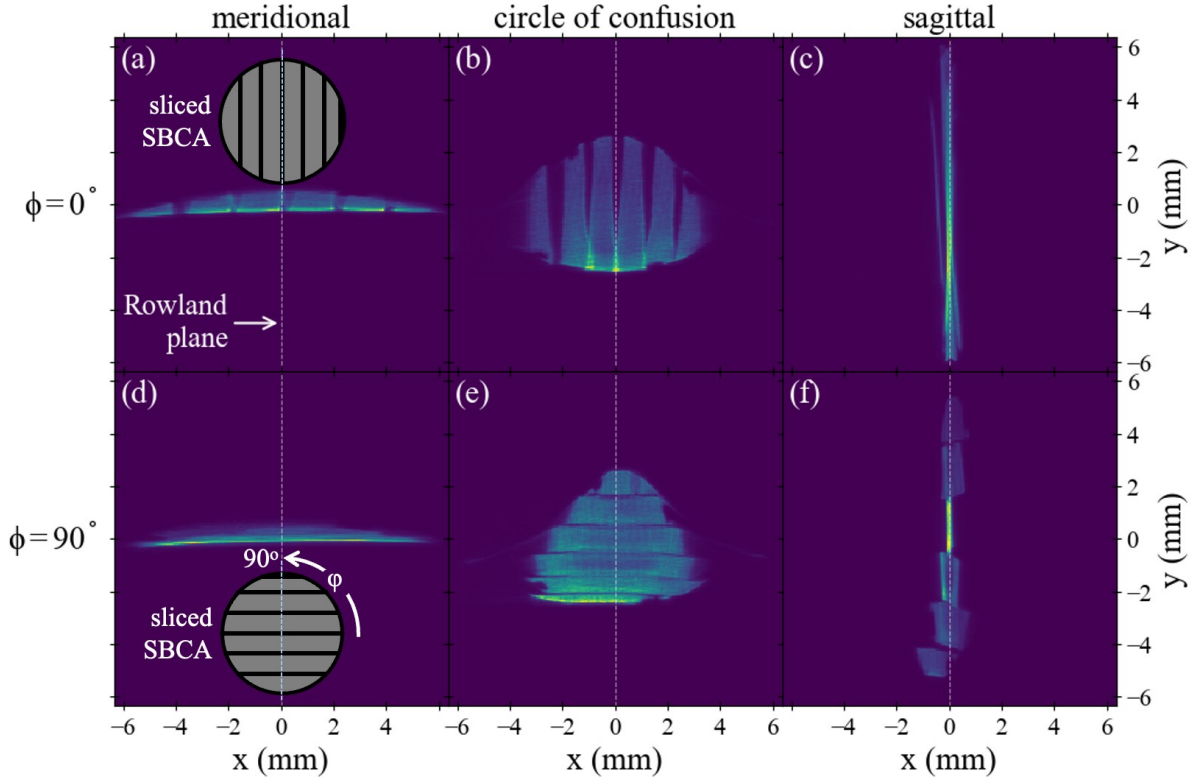 meridional circle of confusion sagittal
(a) (b) (c)
sliced
SBCA
ϕ=0°
Rowland
plane
6
4
2
0
−2
−4
−6
y (mm)
(d) (e) (f)
ϕ=90°
90º
φ
sliced
SBCA
6
4
2
0
−2
−4
−6
y (mm)
−6 −4 −2 0 2 4 6 −6 −4 −2 0 2 4 6 −6 −4 −2 0 2 4 6
x (mm) x (mm) x (mm)